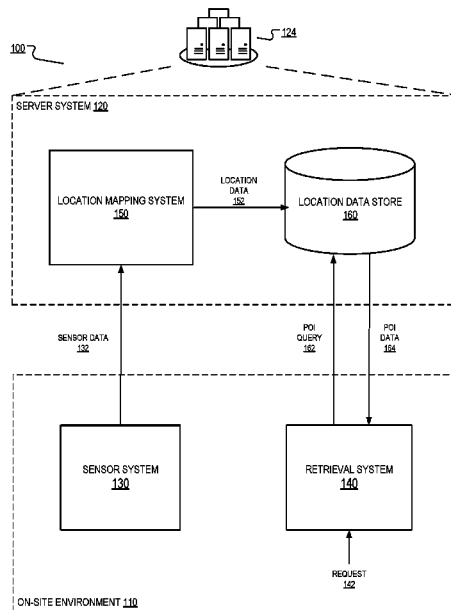 124
100
SERVER SYSTEM 120
LOCATION MAPPING SYSTEM
150
LOCATION
DATA
152
LOCATION DATA STORE
160
SENSOR DATA
132
POI
QUERY
162
POI
DATA
164
SENSOR SYSTEM
130
RETRIEVAL SYSTEM
140
REQUEST
142
ON-SITE ENVIRONMENT 110